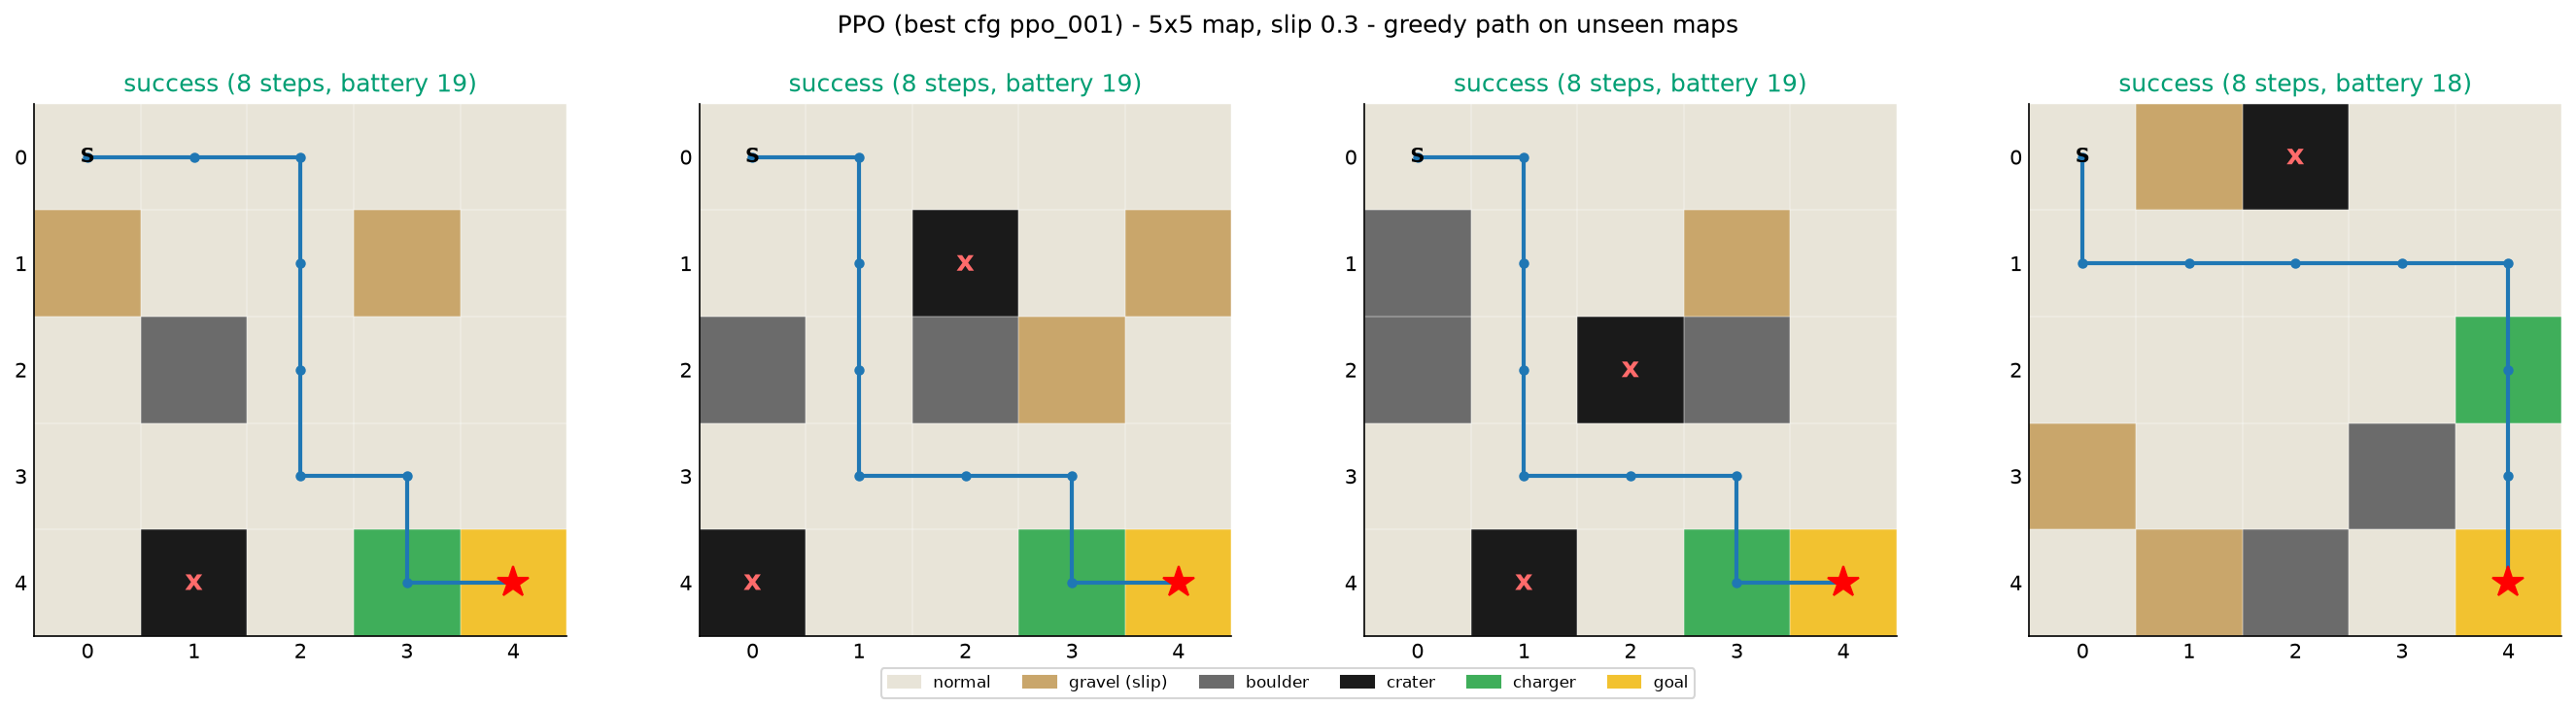 PPO (best cfg ppo_001) - 5x5 map, slip 0.3 - greedy path on unseen maps
success (8 steps, battery 19)
S
X
0
1
2
3
4
0 1 2 3 4
success (8 steps, battery 19)
S
X
X
0
1
2
3
4
0 1 2 3 4
success (8 steps, battery 19)
S
X
X
0
1
2
3
4
0 1 2 3 4
success (8 steps, battery 18)
S
X
0
1
2
3
4
0 1 2 3 4
normal gravel (slip) boulder crater charger goal